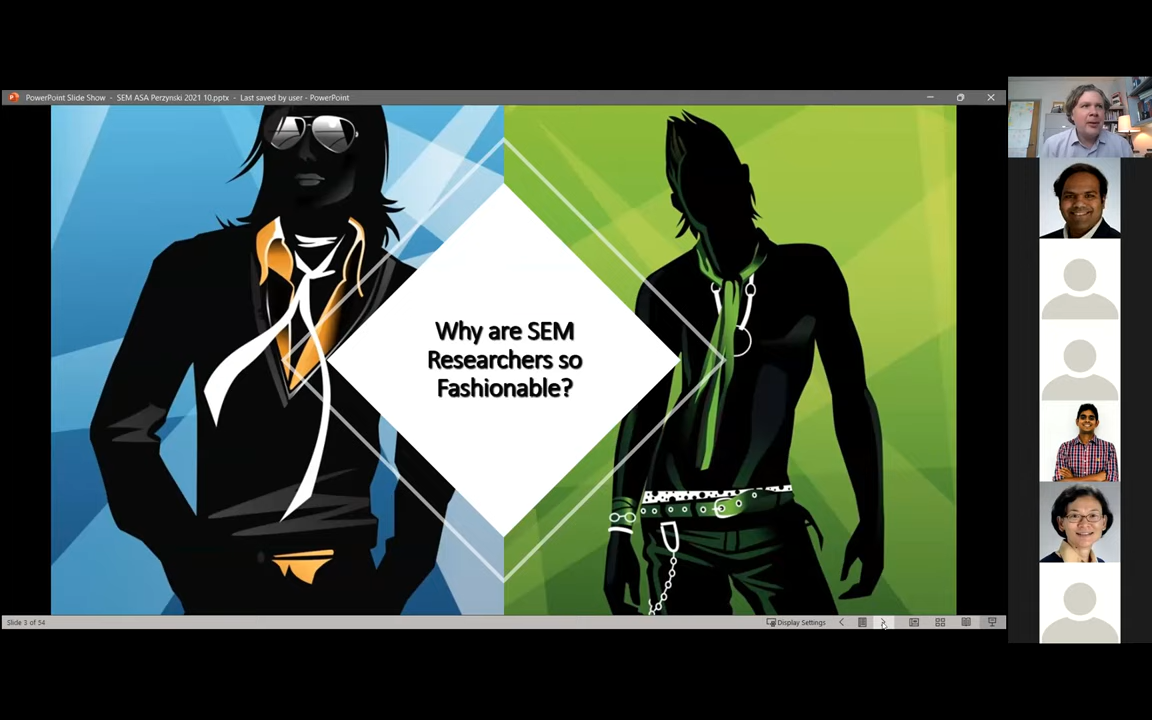 PowerPoint Slide Show - SEM ASA Perzynski 2021 10.pptx - Last saved by user - PowerPoint
Why are SEM
Researchers so
Fashionable?
Slide 3 of 54
Display Settings